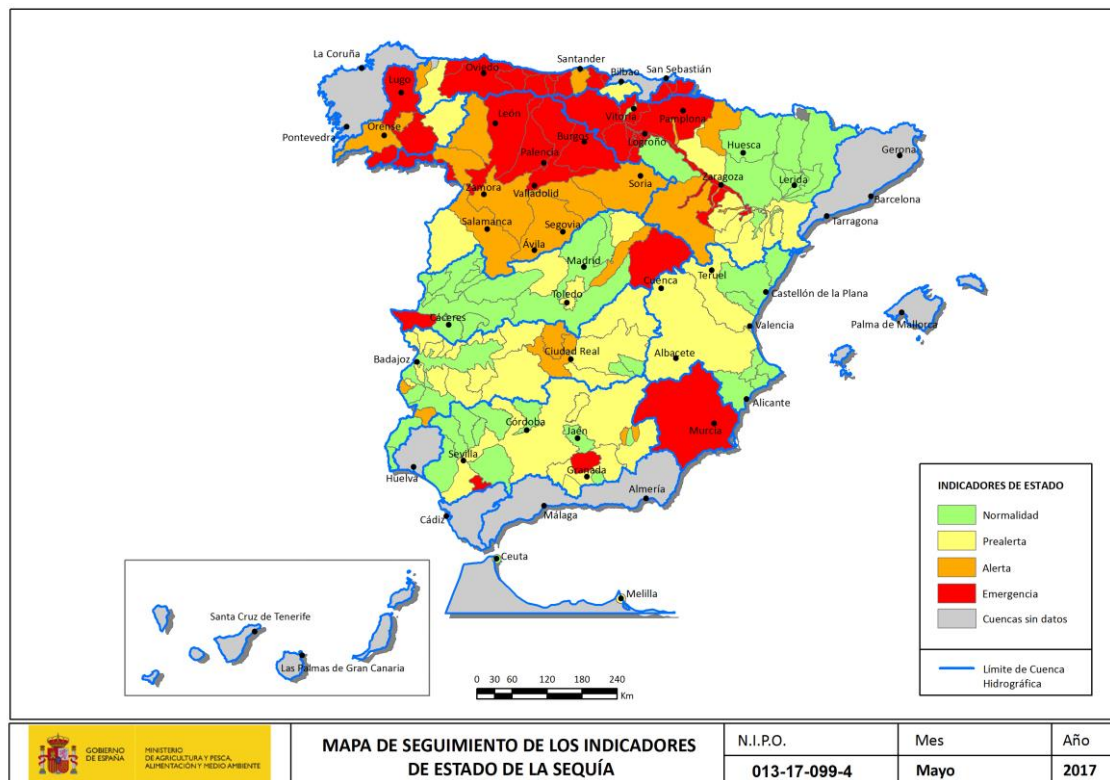 La Coruña
Santander
Oviedo
Bilbao
San Sebastián
Lugo
Vitoria
Pamplona
León
Pontevedra
Orense
Burgos
Logroño
Huesca
Gerona
Palencia
Zaragoza
Lerida
Zamora
Valladolid
Soria
Barcelona
Tarragona
Salamanca
Segovia
Ávila
Madrid
Teruel
Cuenca
Toledo
Castellón de la Plana
Cáceres
Valencia
Palma de Mallorca
Badajoz
Ciudad Real
Albacete
Alicante
Córdoba
Jaén
Murcia
Sevilla
Granada
Huelva
Almería
Málaga
Cádiz
Ceuta
Melilla
Santa Cruz de Tenerife
Las Palmas de Gran Canaria
0 30 60 120 180 240
Km
INDICADORES DE ESTADO
Normalidad
Prealerta
Alerta
Emergencia
Cuencas sin datos
Límite de Cuenca
Hidrográfica
GOBIERNO
DE ESPAÑA
MINISTERIO
DE AGRICULTURA Y PESCA,
ALIMENTACIÓN Y MEDIO AMBIENTE
MAPA DE SEGUIMIENTO DE LOS INDICADORES
DE ESTADO DE LA SEQUÍA
N.I.P.O.
013-17-099-4
Mes
Mayo
Año
2017